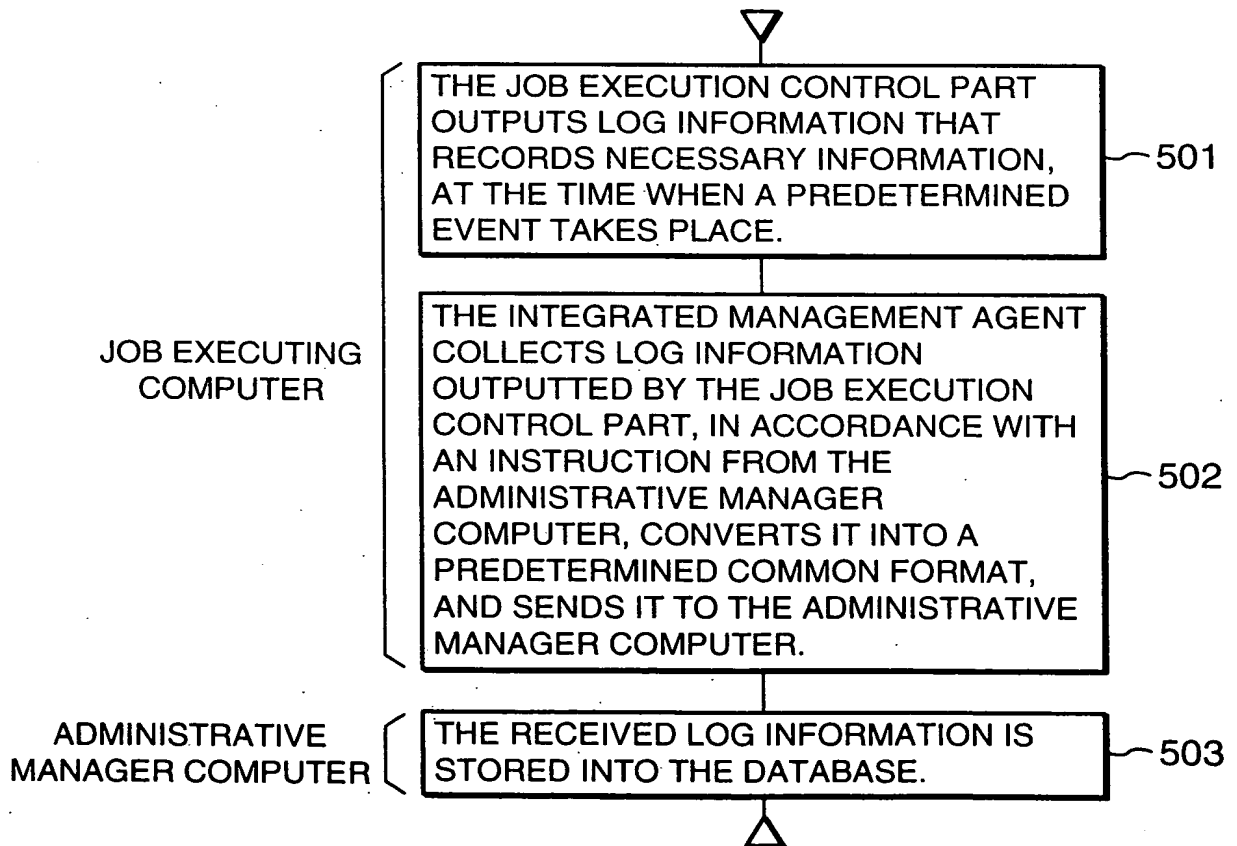 THE JOB EXECUTION CONTROL PART
OUTPUTS LOG INFORMATION THAT
RECORDS NECESSARY INFORMATION,
AT THE TIME WHEN A PREDETERMINED
EVENT TAKES PLACE.
501
JOB EXECUTING
COMPUTER
THE INTEGRATED MANAGEMENT AGENT
COLLECTS LOG INFORMATION
OUTPUTTED BY THE JOB EXECUTION
CONTROL PART, IN ACCORDANCE WITH
AN INSTRUCTION FROM THE
ADMINISTRATIVE MANAGER
COMPUTER, CONVERTS IT INTO A
PREDETERMINED COMMON FORMAT,
AND SENDS IT TO THE ADMINISTRATIVE
MANAGER COMPUTER.
502
ADMINISTRATIVE
MANAGER COMPUTER
THE RECEIVED LOG INFORMATION IS
STORED INTO THE DATABASE.
503